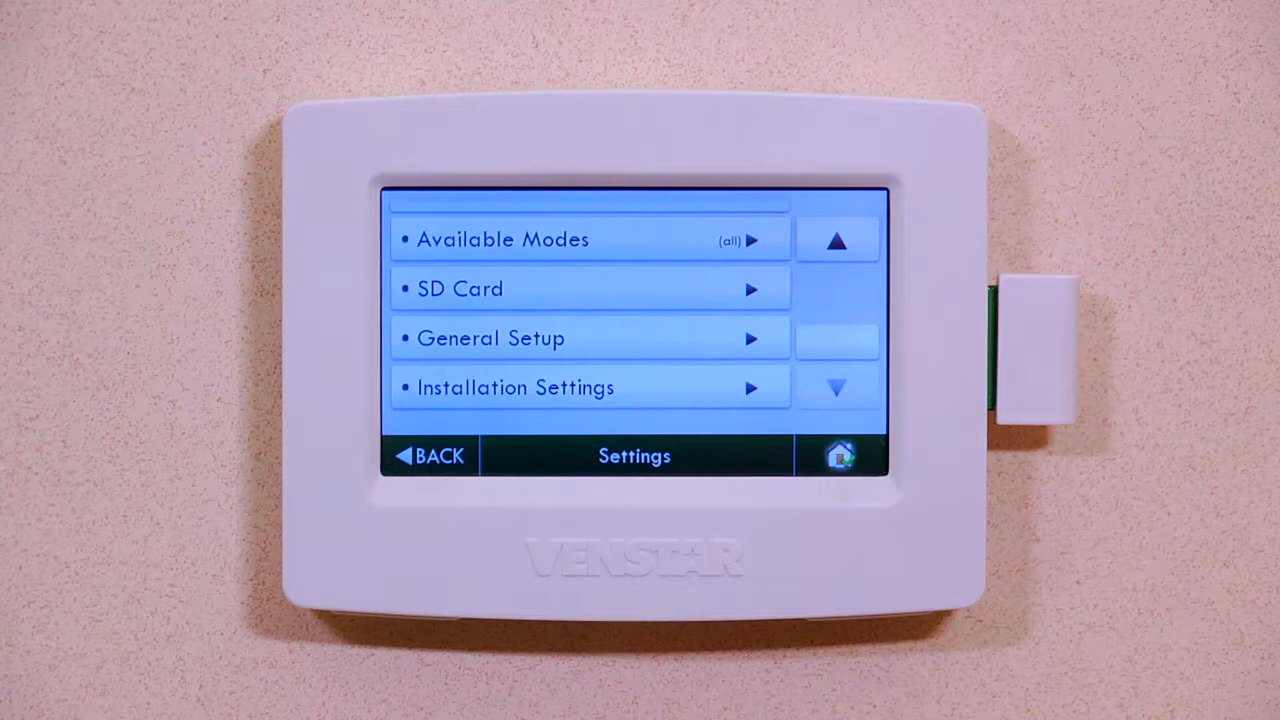 • Available Modes (all) ▶
• SD Card ▶
• General Setup ▶
• Installation Settings ▶
◀BACK Settings
VENSTAR